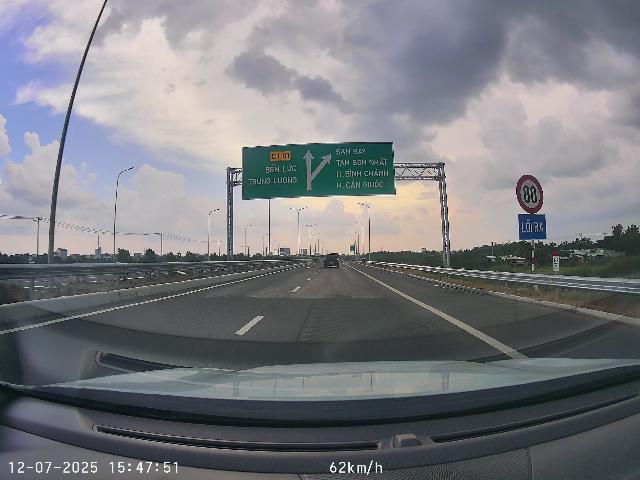 CT.01
BẾN LỨC
TRUNG LƯƠNG
SÂN BAY
TÂN SƠN NHẤT
H. BÌNH CHÁNH
H. CẦN GIUỘC
80
LỐI RA
12-07-2025 15:47:51
62km/h